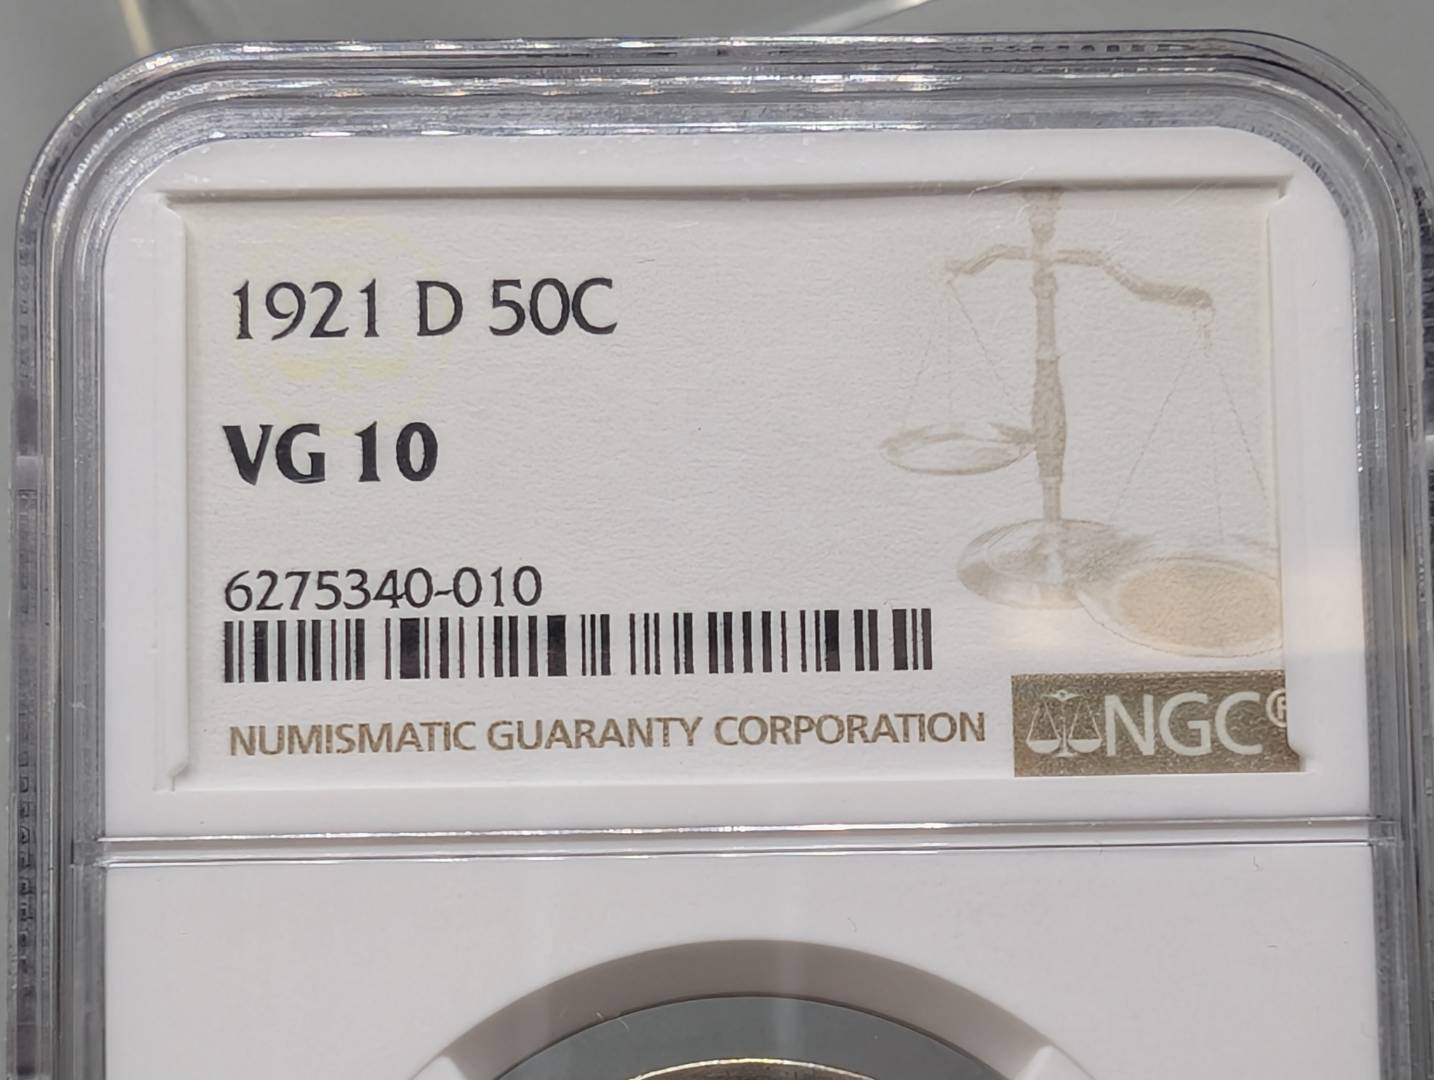 1921 D 50C
VG 10
6275340-010
NUMISMATIC GUARANTY CORPORATION
NGC®